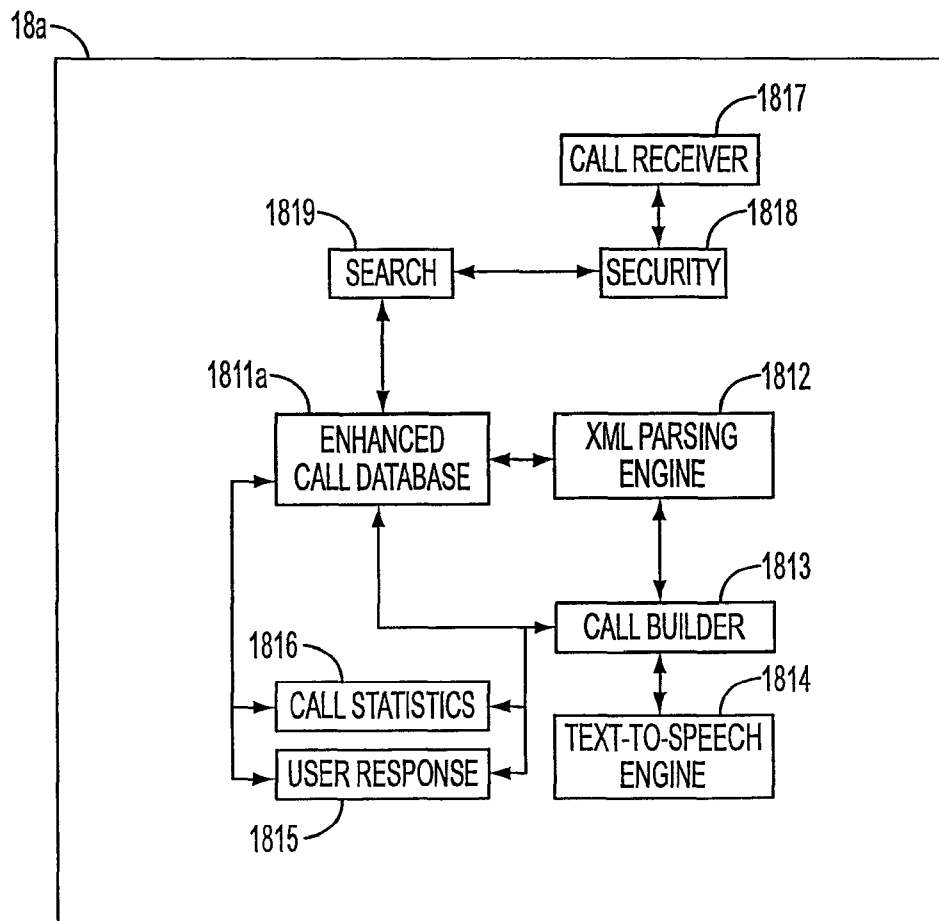 18a
1817
CALL RECEIVER
1819
1818
SEARCH
SECURITY
1811a
1812
ENHANCED
CALL DATABASE
XML PARSING
ENGINE
1813
CALL BUILDER
1816
CALL STATISTICS
1814
TEXT-TO-SPEECH
ENGINE
USER RESPONSE
1815